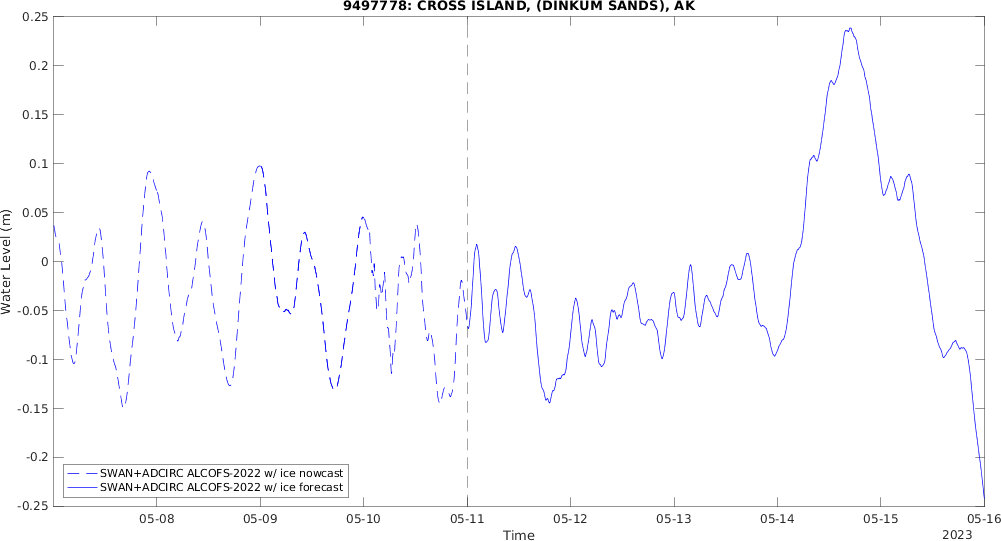 9497778: CROSS ISLAND, (DINKUM SANDS), AK
Water Level (m)
0.25
0.2
0.15
0.1
0.05
0
-0.05
-0.1
-0.15
-0.2
-0.25
SWAN+ADCIRC ALCOFS-2022 w/ ice nowcast
SWAN+ADCIRC ALCOFS-2022 w/ ice forecast
05-08 05-09 05-10 05-11 05-12 05-13 05-14 05-15 05-16
Time
2023